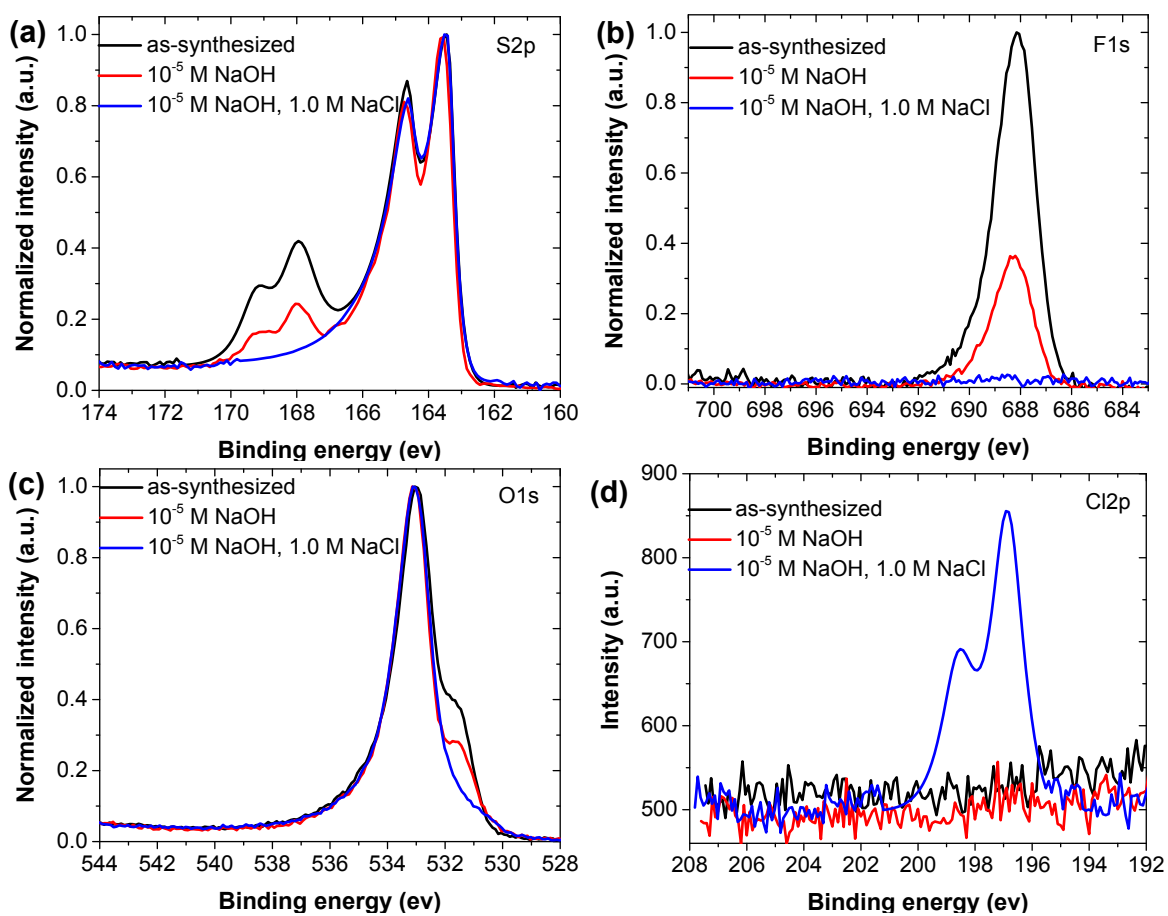 (a)
as-synthesized
10⁻⁵ M NaOH
10⁻⁵ M NaOH, 1.0 M NaCl
S2p
Normalized intensity (a.u.)
1.0
0.8
0.6
0.4
0.2
0.0
174 172 170 168 166 164 162 160
Binding energy (ev)
(b)
as-synthesized
10⁻⁵ M NaOH
10⁻⁵ M NaOH, 1.0 M NaCl
F1s
Normalized intensity (a.u.)
1.0
0.8
0.6
0.4
0.2
0.0
700 698 696 694 692 690 688 686 684
Binding energy (ev)
(c)
as-synthesized
10⁻⁵ M NaOH
10⁻⁵ M NaOH, 1.0 M NaCl
O1s
Normalized intensity (a.u.)
1.0
0.8
0.6
0.4
0.2
0.0
544 542 540 538 536 534 532 530 528
Binding energy (ev)
(d)
as-synthesized
10⁻⁵ M NaOH
10⁻⁵ M NaOH, 1.0 M NaCl
Cl2p
Intensity (a.u.)
900
800
700
600
500
208 206 204 202 200 198 196 194 192
Binding energy (ev)